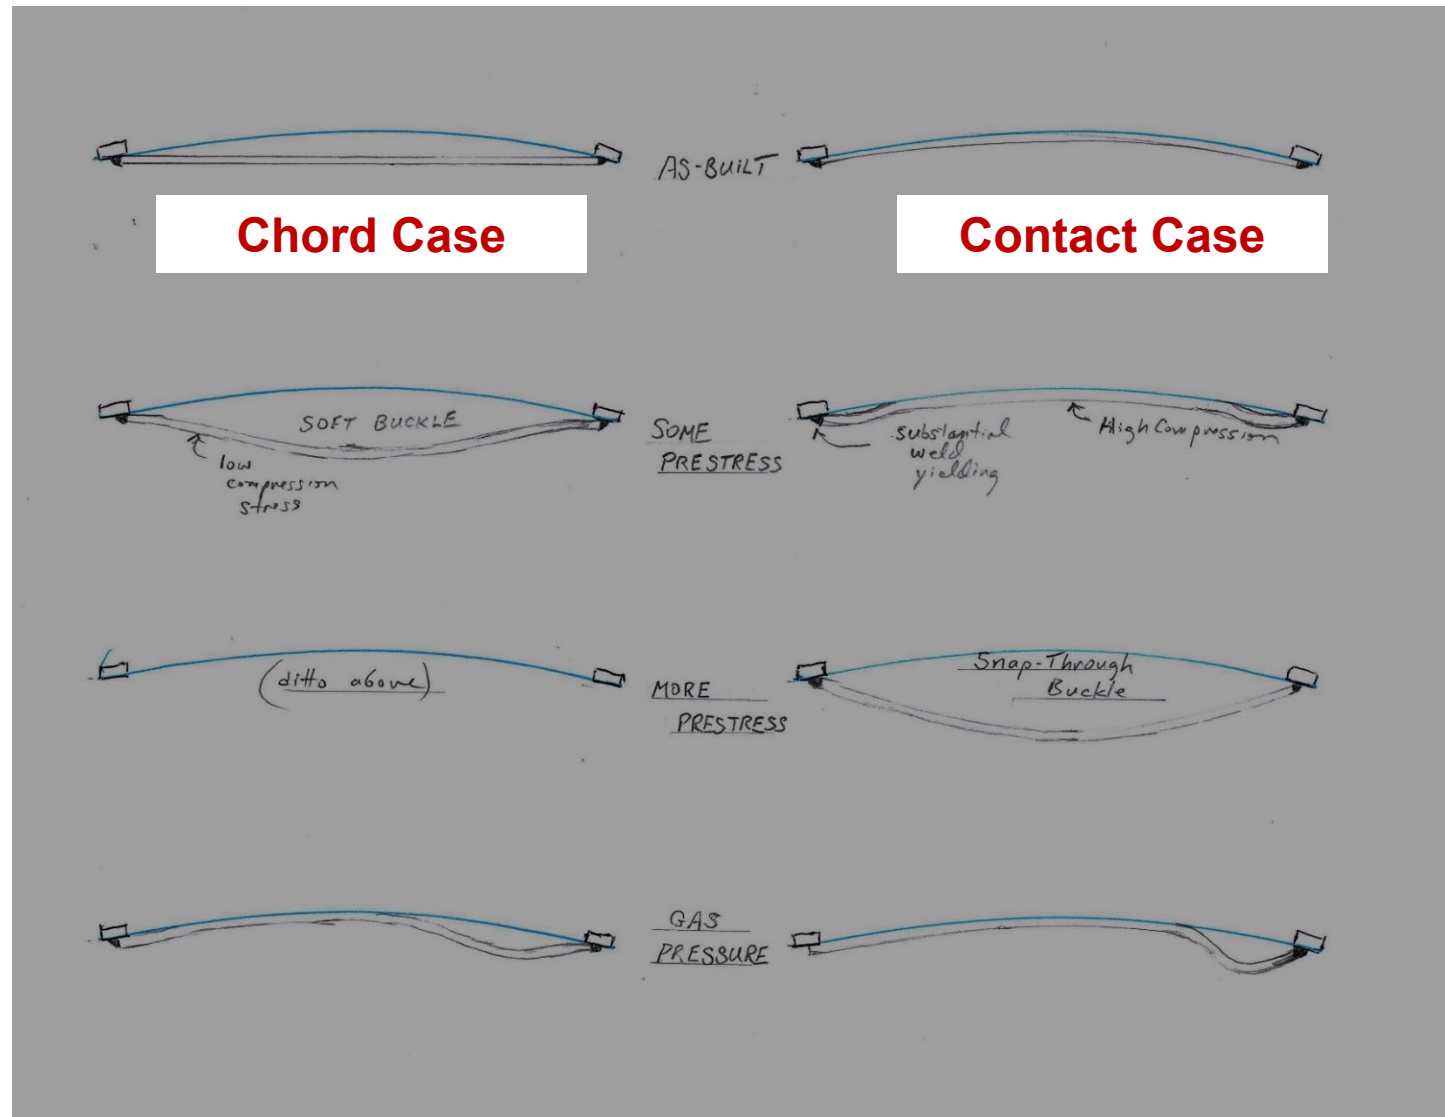 AS-BUILT
Chord Case
Contact Case
SOFT BUCKLE
low
compression
stress
SOME
PRESTRESS
substantial
weld
yielding
High Compression
(ditto above)
MORE
PRESTRESS
Snap-Through
Buckle
GAS
PRESSURE